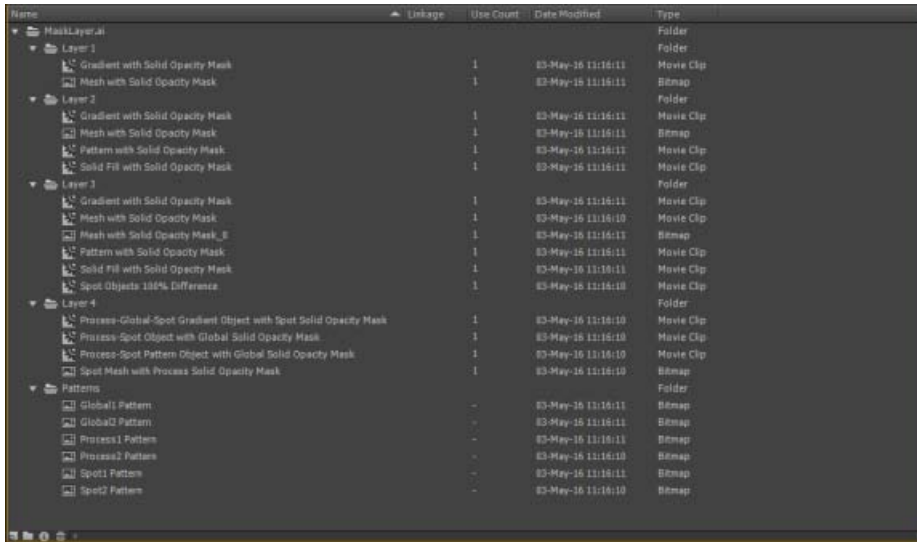 Name Linkage Use Count Date Modified Type
MaskLayer.ai Folder
Layer 1 Folder
Gradient with Solid Opacity Mask 1 03-May-16 11:16:11 Movie Clip
Mesh with Solid Opacity Mask 1 03-May-16 11:16:11 Bitmap
Layer 2 Folder
Gradient with Solid Opacity Mask 1 03-May-16 11:16:11 Movie Clip
Mesh with Solid Opacity Mask 1 03-May-16 11:16:11 Bitmap
Pattern with Solid Opacity Mask 1 03-May-16 11:16:11 Movie Clip
Solid Fill with Solid Opacity Mask 1 03-May-16 11:16:11 Movie Clip
Layer 3 Folder
Gradient with Solid Opacity Mask 1 03-May-16 11:16:11 Movie Clip
Mesh with Solid Opacity Mask 1 03-May-16 11:16:10 Movie Clip
Mesh with Solid Opacity 1 03-May-16 11:16:11 Bitmap
Pattern with Solid Opacity Mask 1 03-May-16 11:16:11 Movie Clip
Solid Fill with Solid Opacity Mask 1 03-May-16 11:16:11 Movie Clip
Spot Objects 100% Difference 1 03-May-16 11:16:10 Movie Clip
Layer 4 Folder
Process-Global-Spot Gradient Object with Spot Solid Opacity Mask 1 03-May-16 11:16:10 Movie Clip
Process-Spot Object with Global Solid Opacity Mask 1 03-May-16 11:16:10 Movie Clip
Process-Spot Pattern Object with Global Solid Opacity Mask 1 03-May-16 11:16:10 Movie Clip
Spot Mesh with Process Solid Opacity Mask 1 03-May-16 11:16:10 Bitmap
Patterns Folder
Global1 Pattern - 03-May-16 11:16:11 Bitmap
Global2 Pattern - 03-May-16 11:16:11 Bitmap
Process1 Pattern - 03-May-16 11:16:11 Bitmap
Process2 Pattern - 03-May-16 11:16:10 Bitmap
Spot1 Pattern - 03-May-16 11:16:11 Bitmap
Spot2 Pattern - 03-May-16 11:16:10 Bitmap